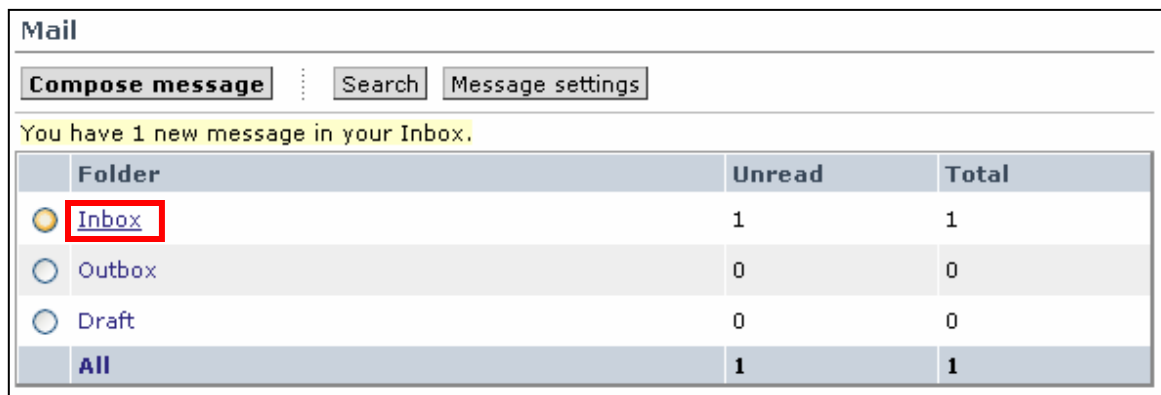 Mail
Compose message Search Message settings
You have 1 new message in your Inbox.
Folder Unread Total
Inbox 1 1
Outbox 0 0
Draft 0 0
All 1 1